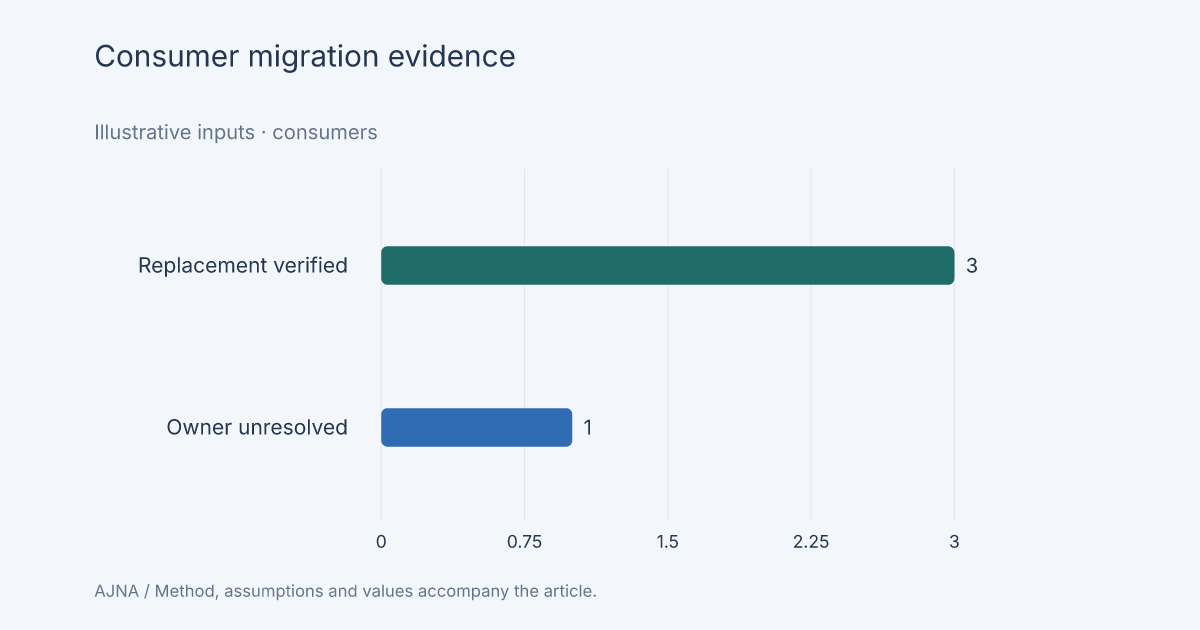 Consumer migration evidence
Illustrative inputs · consumers
Replacement verified 3
Owner unresolved 1
0 0.75 1.5 2.25 3
AJNA / Method, assumptions and values accompany the article.